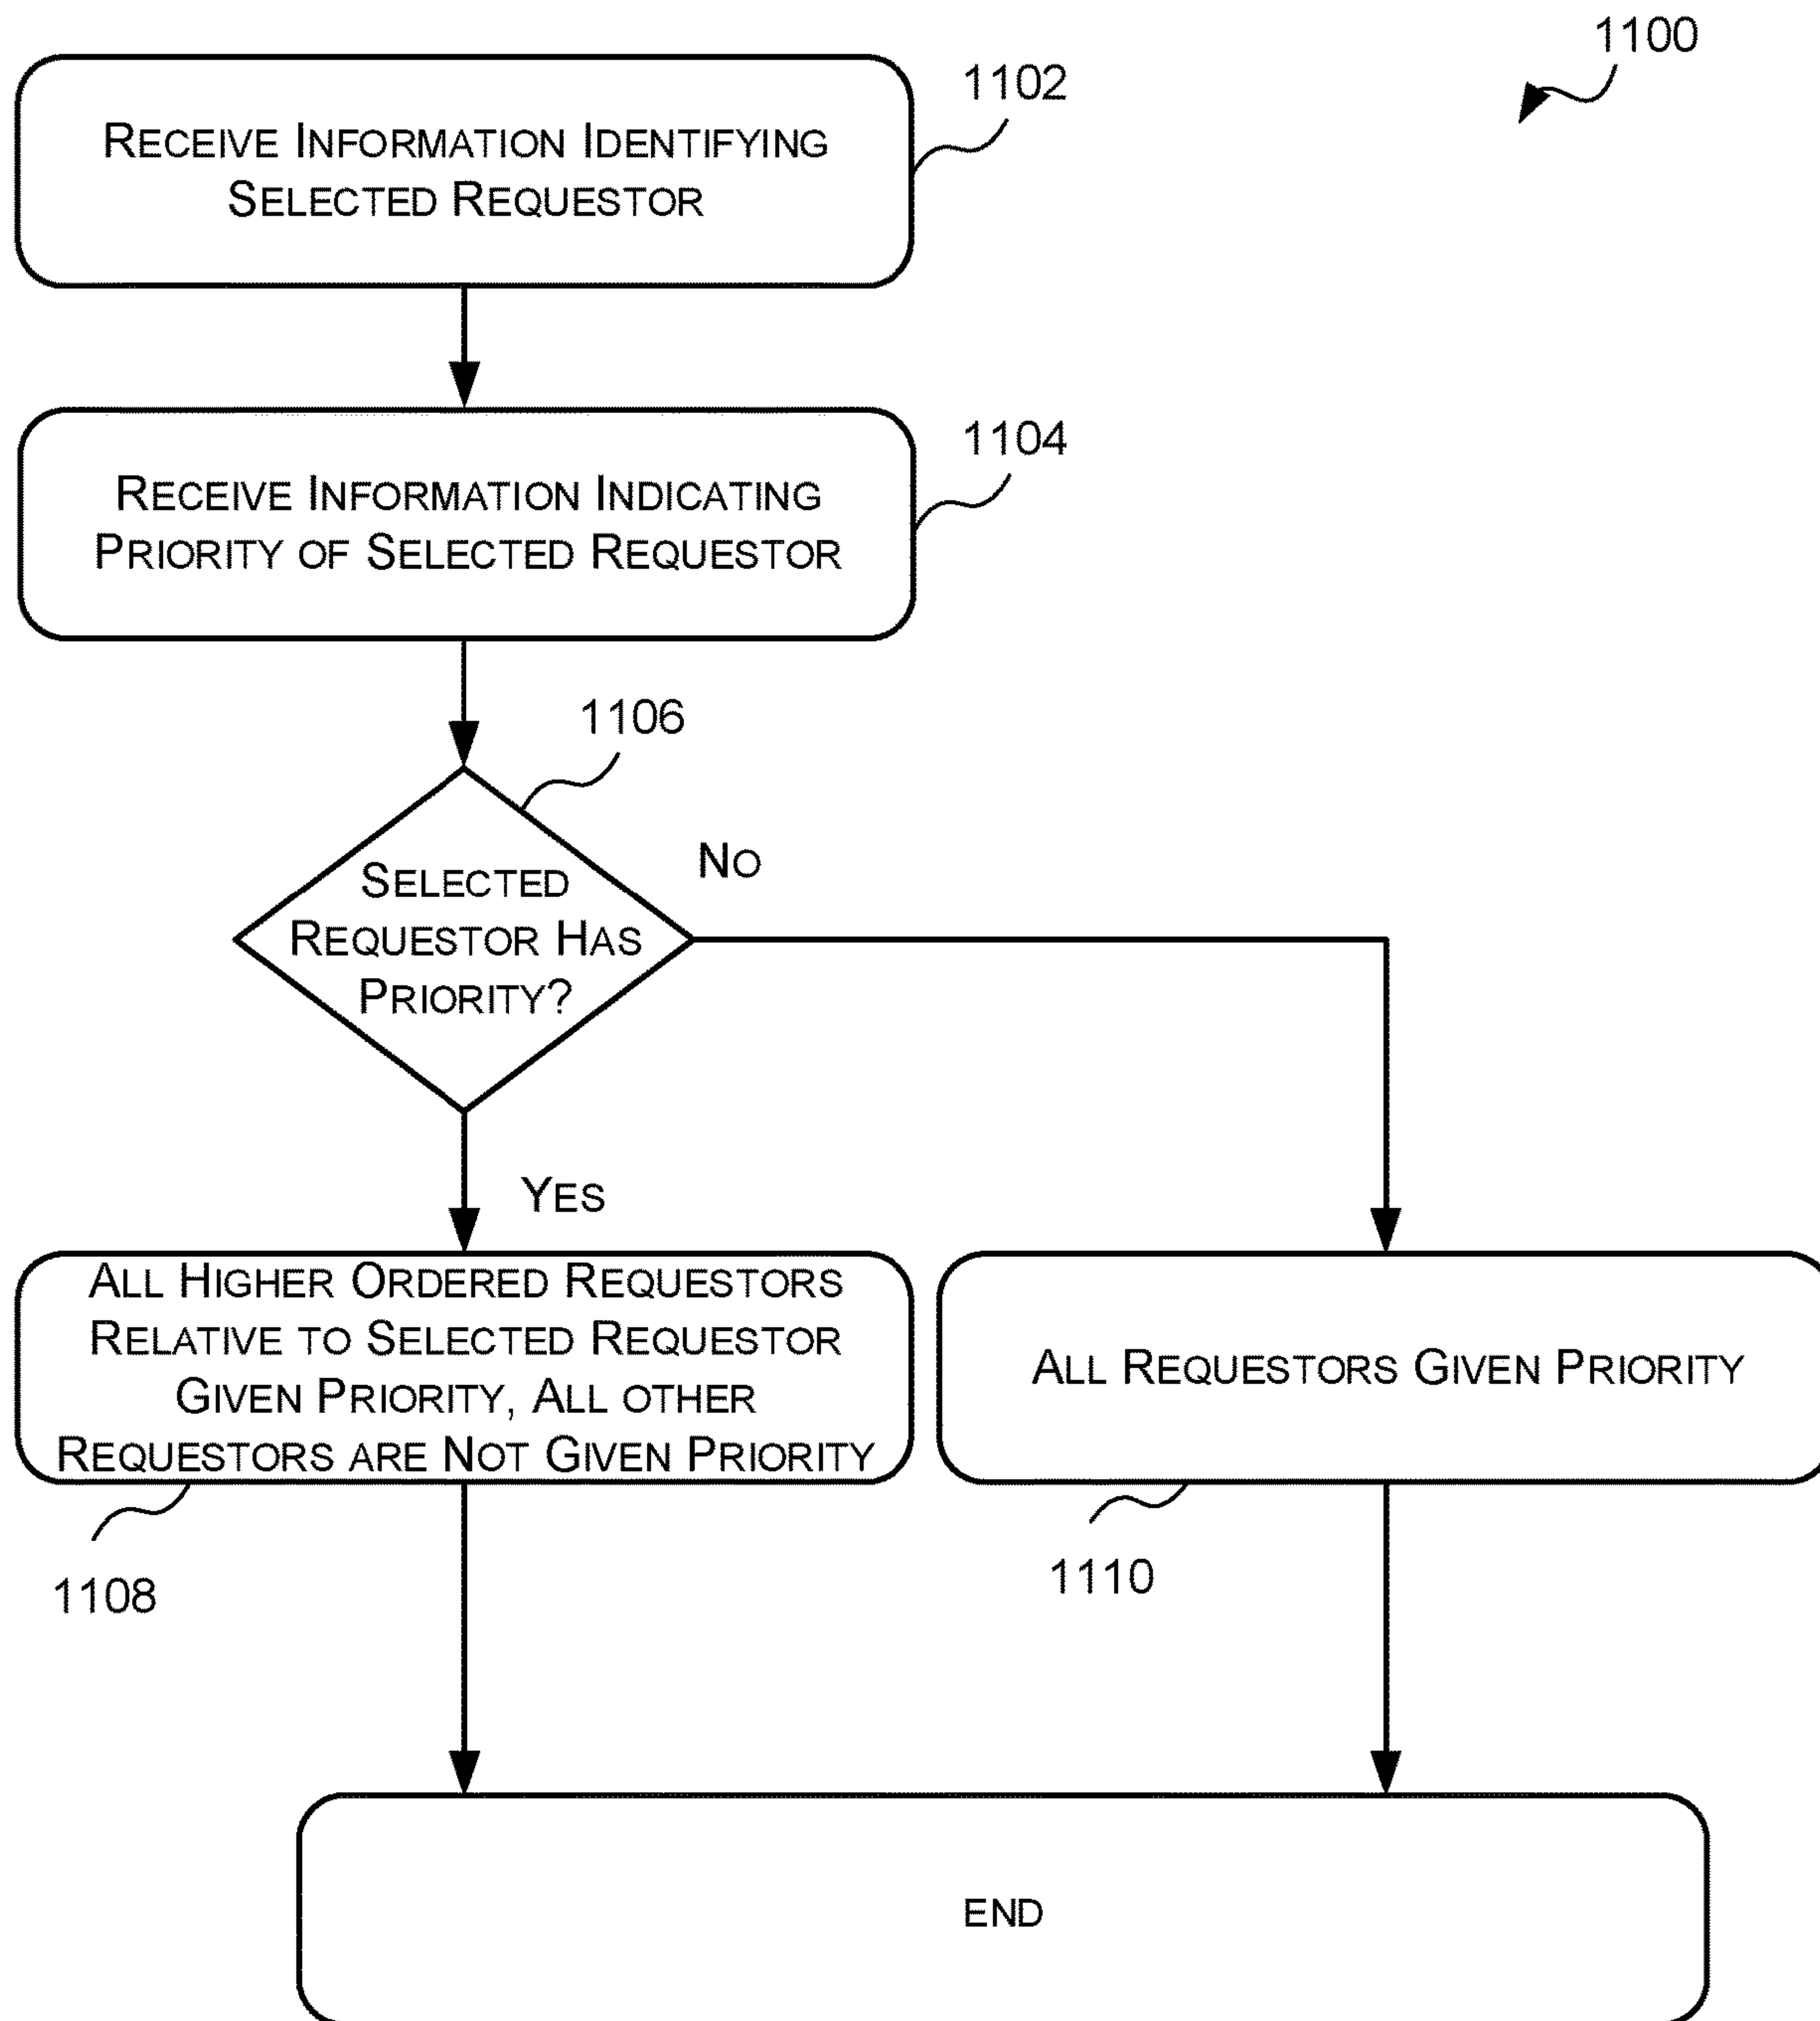 1100
1102
RECEIVE INFORMATION IDENTIFYING
SELECTED REQUESTOR
1104
RECEIVE INFORMATION INDICATING
PRIORITY OF SELECTED REQUESTOR
1106
NO
SELECTED
REQUESTOR HAS
PRIORITY?
YES
ALL HIGHER ORDERED REQUESTORS
RELATIVE TO SELECTED REQUESTOR
GIVEN PRIORITY, ALL OTHER
REQUESTORS ARE NOT GIVEN PRIORITY
ALL REQUESTORS GIVEN PRIORITY
1108
1110
END